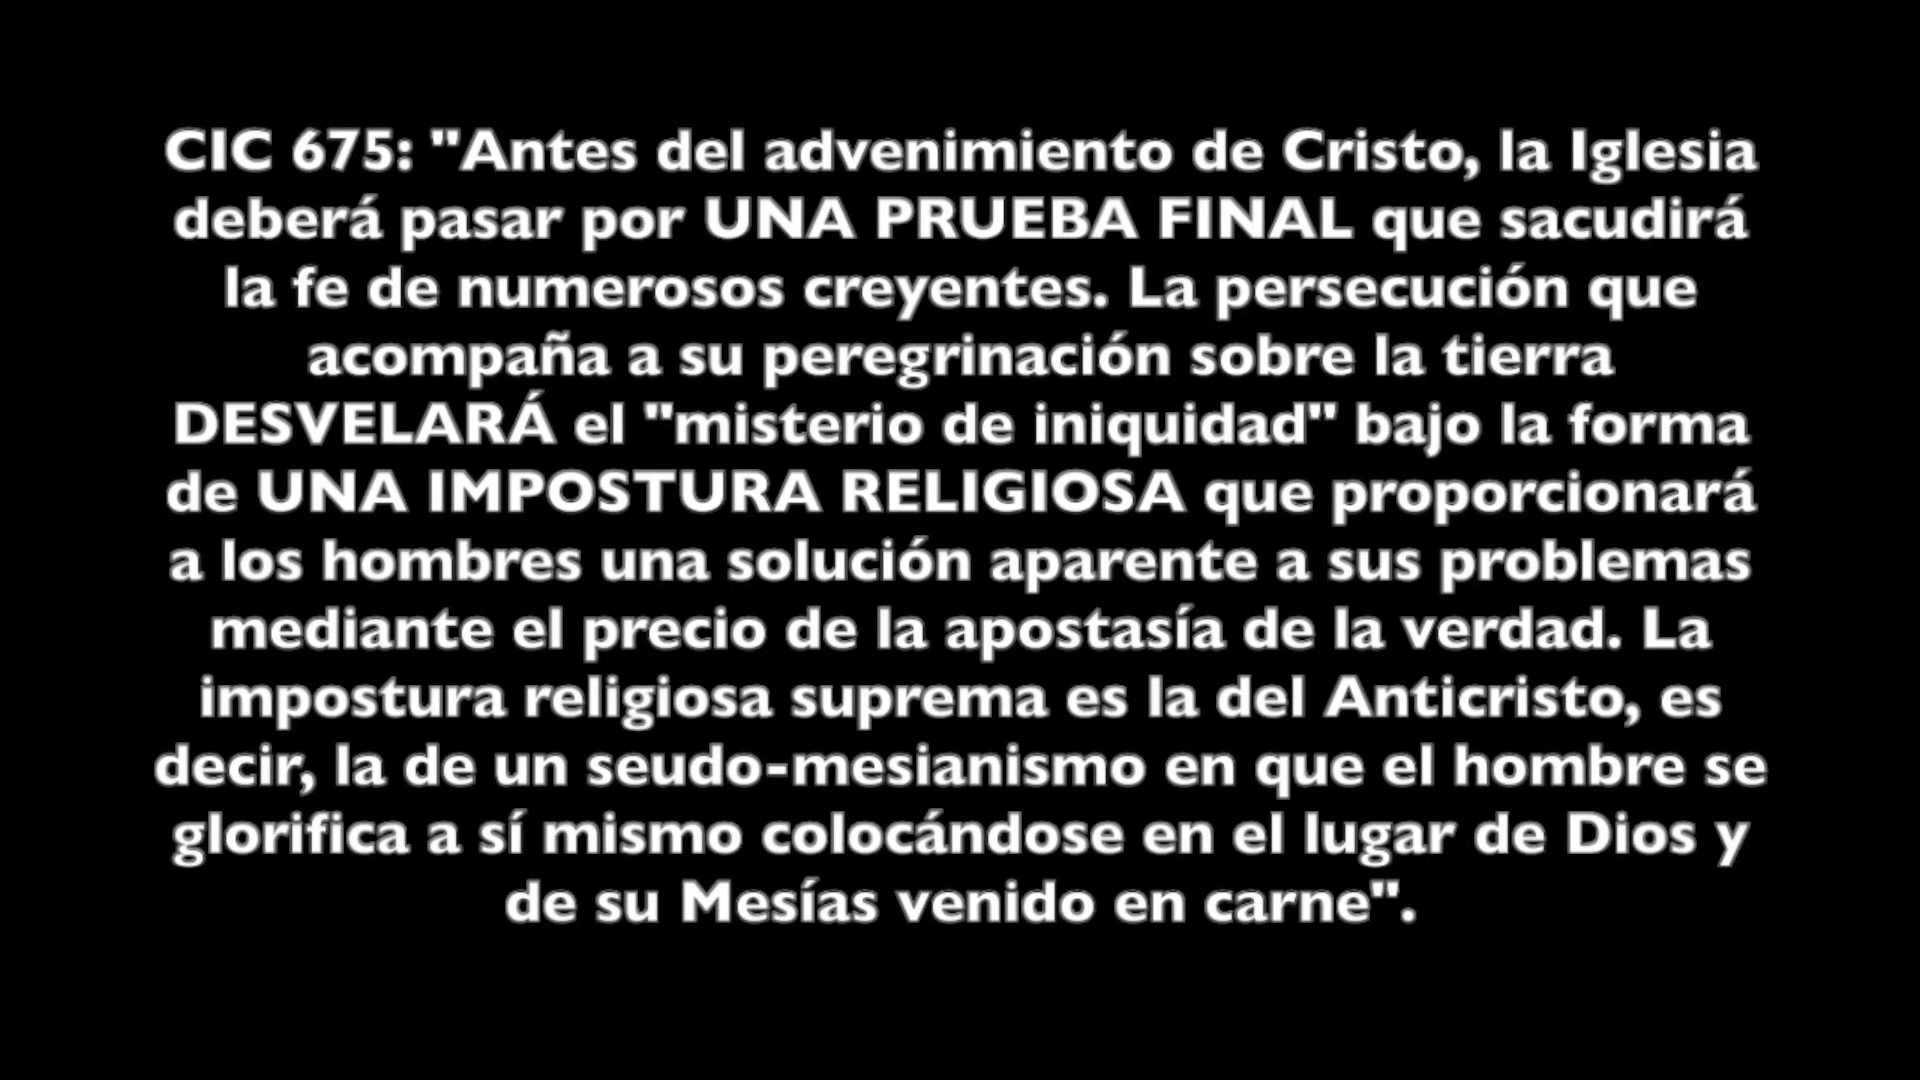 CIC 675: "Antes del advenimiento de Cristo, la Iglesia
deberá pasar por UNA PRUEBA FINAL que sacudirá
la fe de numerosos creyentes. La persecución que
acompaña a su peregrinación sobre la tierra
DESVELARÁ el "misterio de iniquidad" bajo la forma
de UNA IMPOSTURA RELIGIOSA que proporcionará
a los hombres una solución aparente a sus problemas
mediante el precio de la apostasía de la verdad. La
impostura religiosa suprema es la del Anticristo, es
decir, la de un seudo-mesianismo en que el hombre se
glorifica a sí mismo colocándose en el lugar de Dios y
de su Mesías venido en carne".